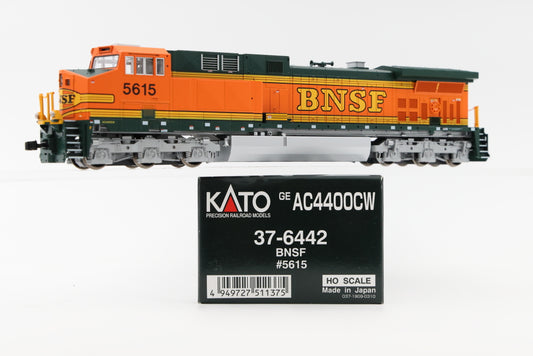 5615
BNSF
BNSF
KATO
PRECISION RAILROAD MODELS
GE AC4400CW
37-6442
BNSF
#5615
4 949727 511375
HO SCALE
Made in Japan
037-1909-0310